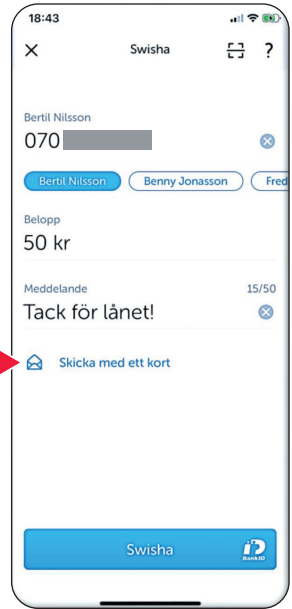 18:43
Swisha ?
Bertil Nilsson
070
Bertil Nilsson Benny Jonasson Fred
Belopp
50 kr
Meddelande 15/50
Tack för lånet!
Skicka med ett kort
Swisha BankID